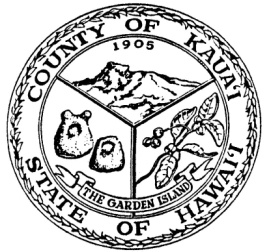 COUNTY OF KAUA'I
1905
THE GARDEN ISLAND
STATE OF HAWAI'I